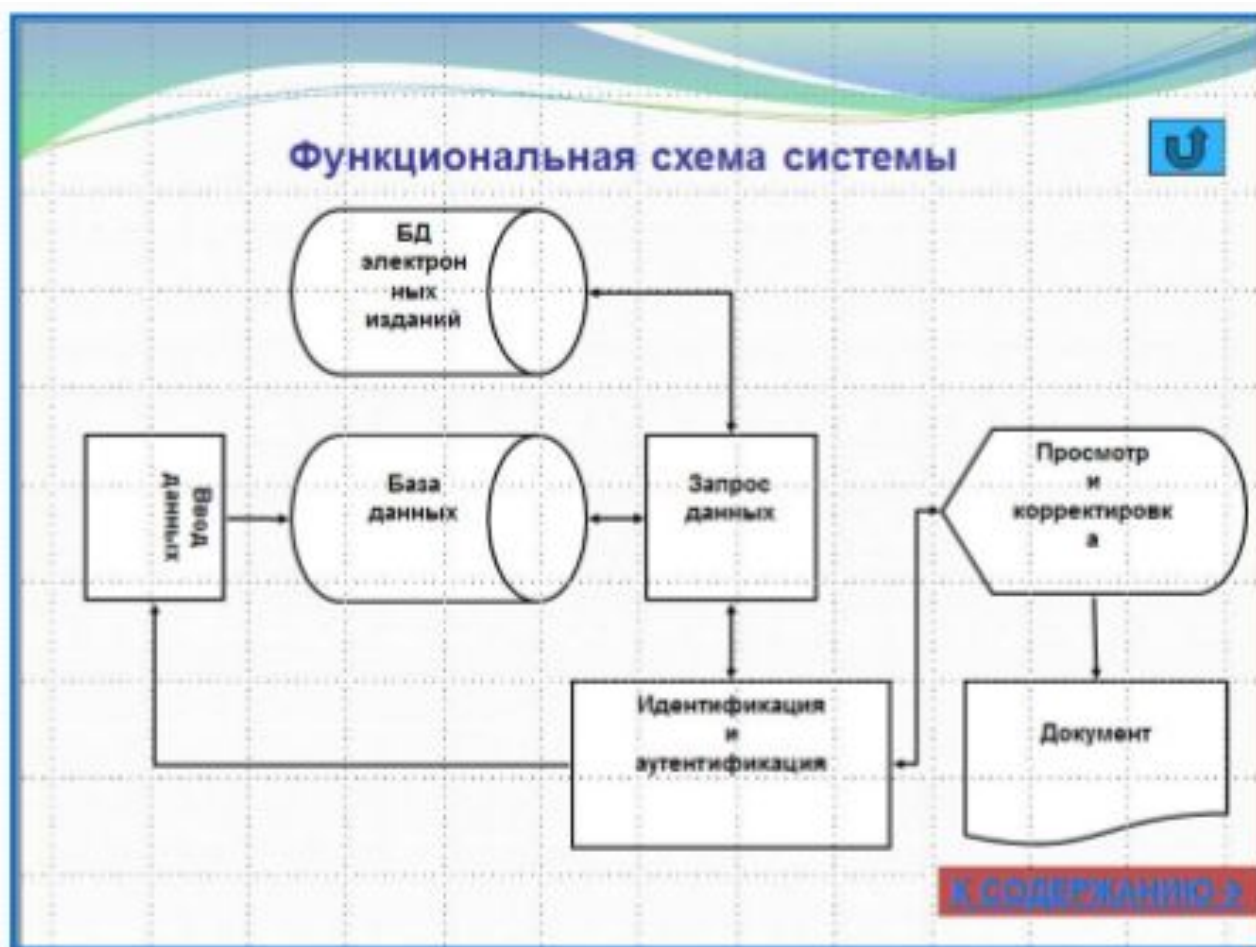 Функциональная схема системы
БД
электрон
ных
изданий
Ввод
данных
База
данных
Запрос
данных
Просмотр
и
корректировк
а
Идентификация
и
аутентификация
Документ
К СОДЕРЖАНИЮ >